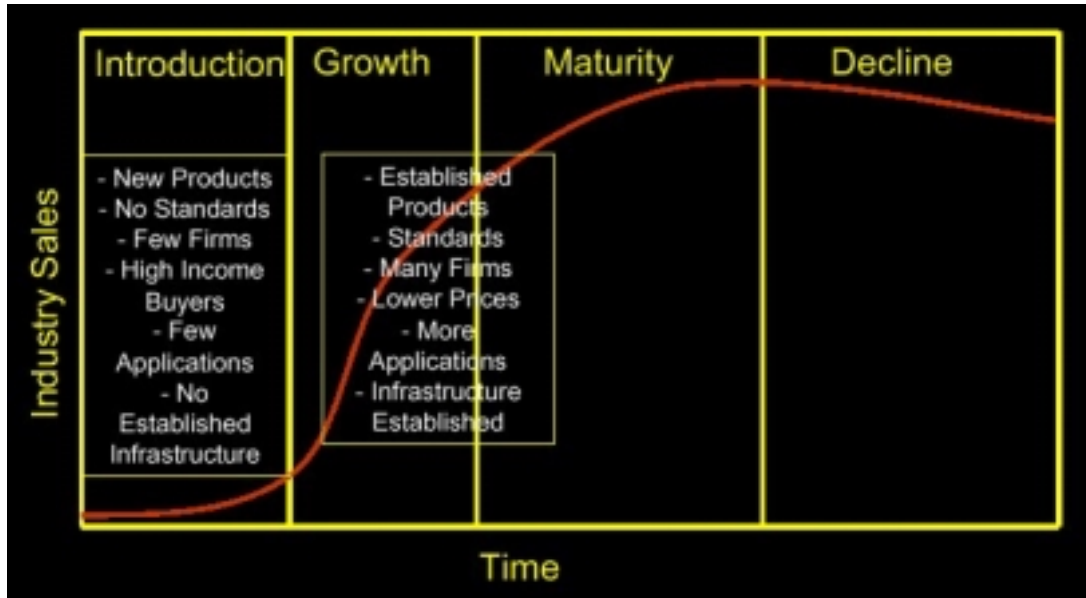 Introduction
Growth
Maturity
Decline
- New Products
- No Standards
- Few Firms
- High Income
Buyers
- Few
Applications
- No
Established
Infrastructure
- Established
Products
- Standards
- Many Firms
- Lower Prices
- More
Applications
- Infrastructure
Established
Industry Sales
Time